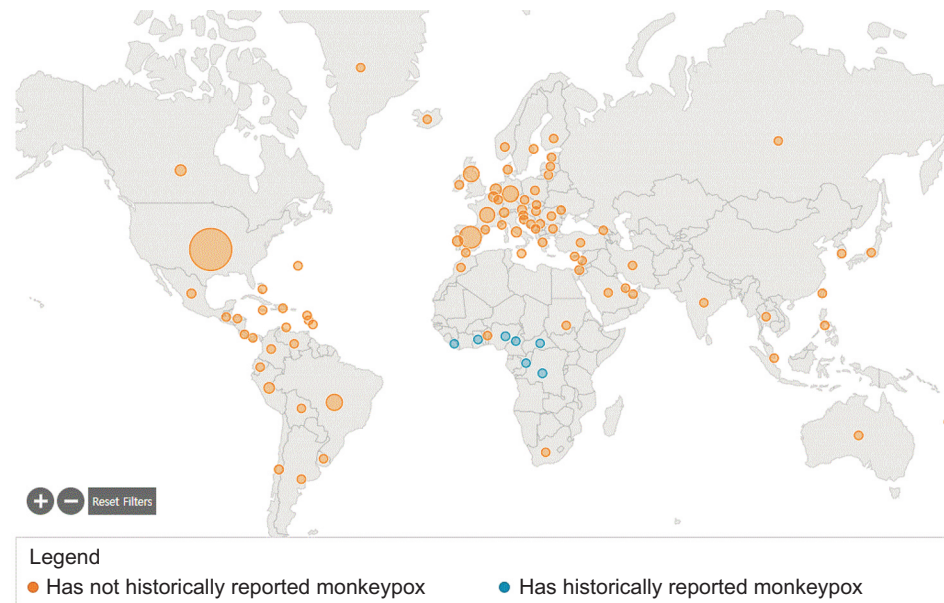 Reset Filters
Legend
Has not historically reported monkeypox
Has historically reported monkeypox